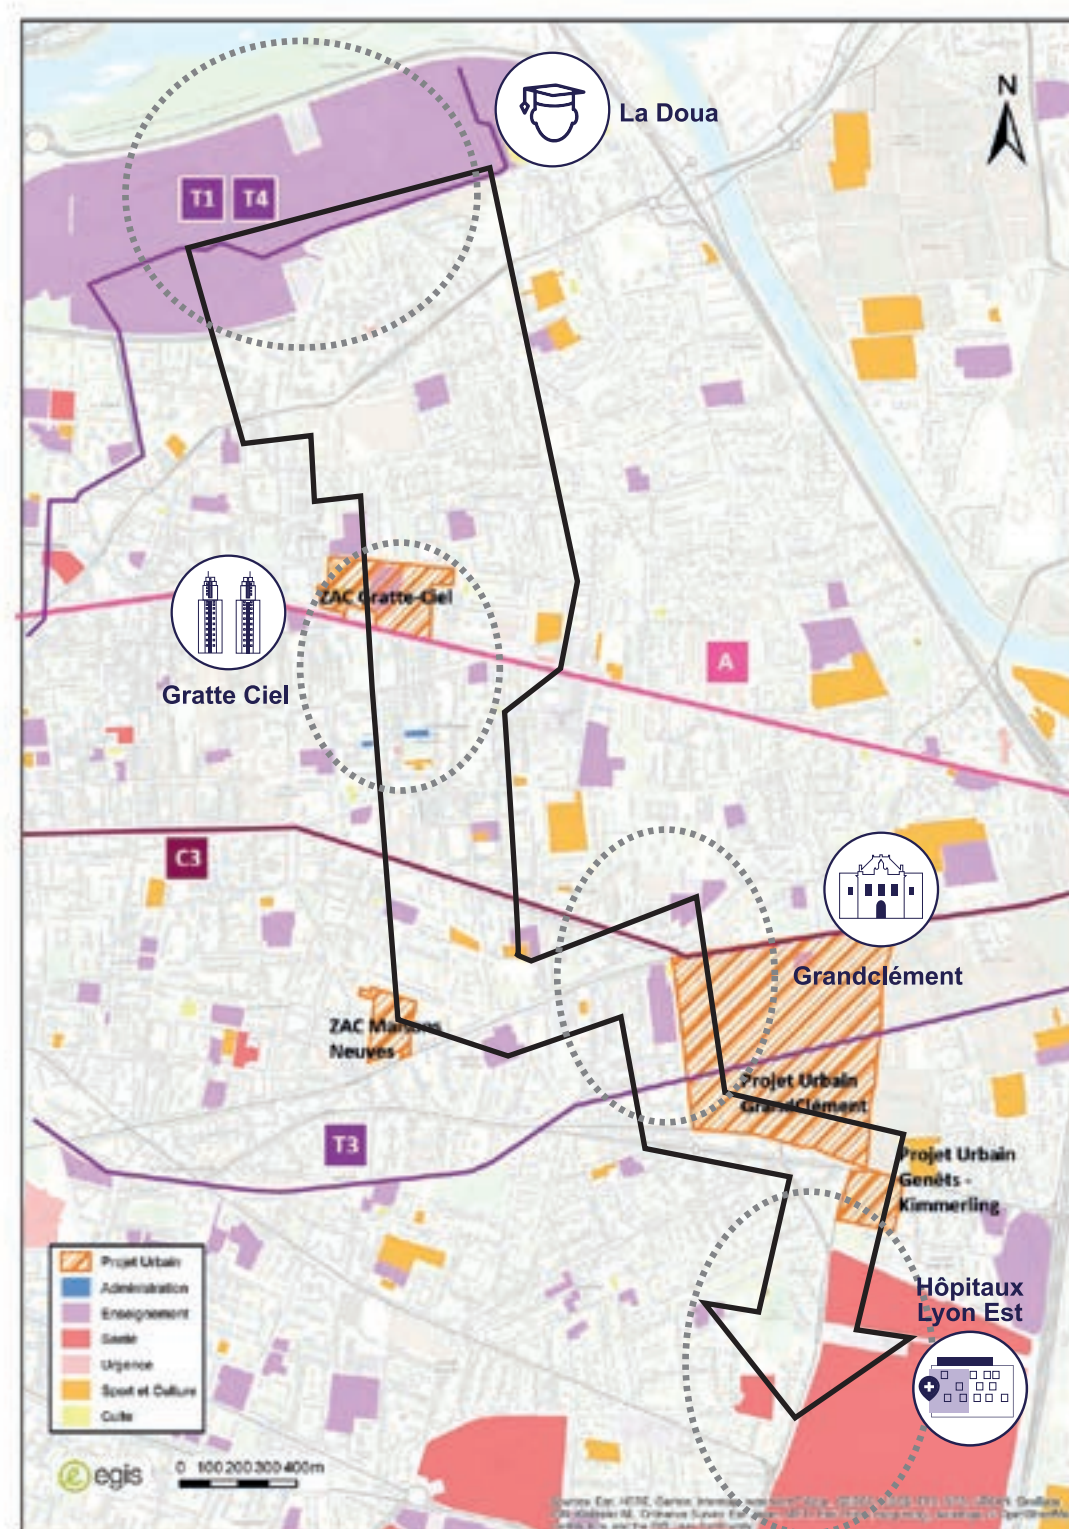 N
La Doua
T1 T4
ZAC Gratte-Ciel
Gratte Ciel
A
C3
Grandclément
ZAC Maisons
Neuves
Projet Urbain
GrandClément
T3
Projet Urbain
Genêts -
Kimmerling
Hôpitaux
Lyon Est
Projet Urbain
Administration
Enseignement
Santé
Urgence
Sport et Culture
Culte
egis
0 100 200 300 400m